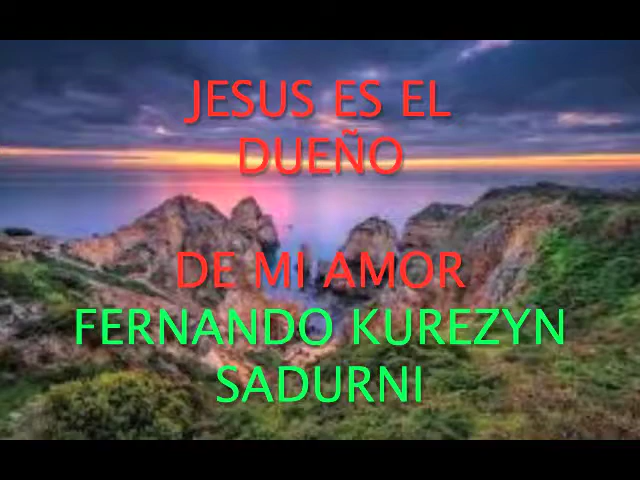 JESUS ES EL
DUEÑO
DE MI AMOR
FERNANDO KUREZYN
SADURNI